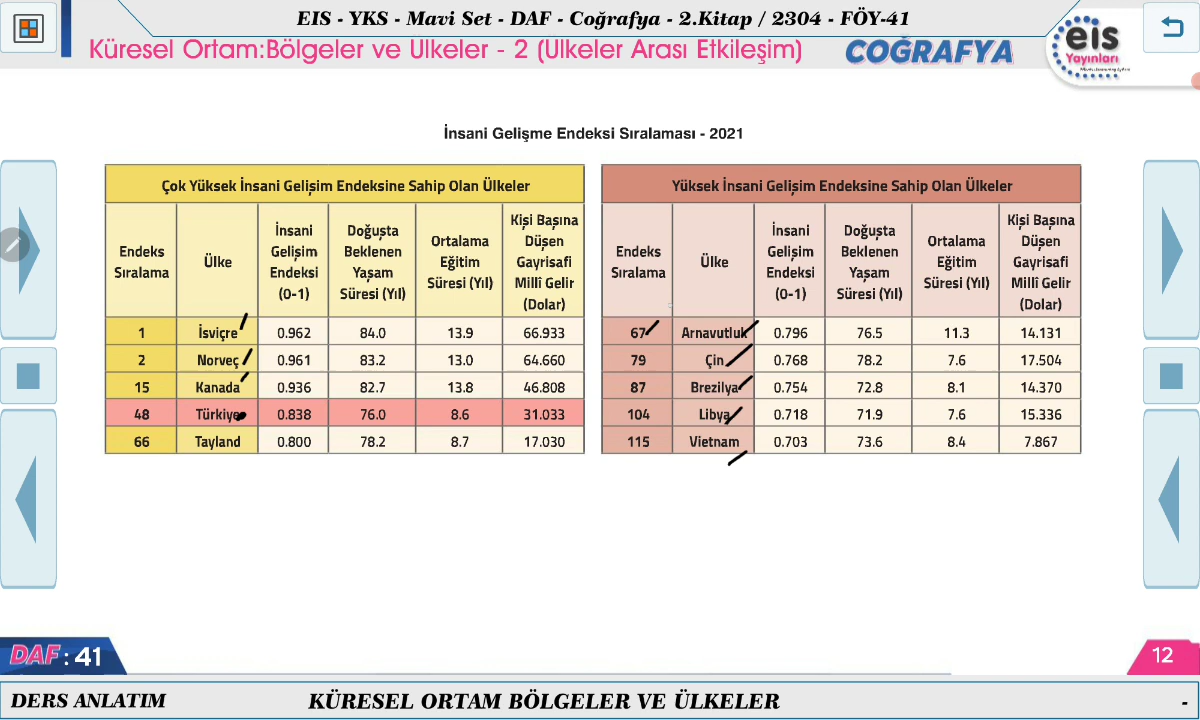 EIS - YKS - Mavi Set - DAF - Coğrafya - 2.Kitap / 2304 - FÖY-41
Küresel Ortam:Bölgeler ve Ülkeler - 2 (Ülkeler Arası Etkileşim)
COĞRAFYA
eis
Yayınları
İnsani Gelişme Endeksi Sıralaması - 2021
Çok Yüksek İnsani Gelişim Endeksine Sahip Olan Ülkeler
Endeks Sıralama | Ülke | İnsani Gelişim Endeksi (0-1) | Doğuşta Beklenen Yaşam Süresi (Yıl) | Ortalama Eğitim Süresi (Yıl) | Kişi Başına Düşen Gayrisafi Millî Gelir (Dolar)
1 | İsviçre | 0.962 | 84.0 | 13.9 | 66.933
2 | Norveç | 0.961 | 83.2 | 13.0 | 64.660
15 | Kanada | 0.936 | 82.7 | 13.8 | 46.808
48 | Türkiye | 0.838 | 76.0 | 8.6 | 31.033
66 | Tayland | 0.800 | 78.2 | 8.7 | 17.030
Yüksek İnsani Gelişim Endeksine Sahip Olan Ülkeler
Endeks Sıralama | Ülke | İnsani Gelişim Endeksi (0-1) | Doğuşta Beklenen Yaşam Süresi (Yıl) | Ortalama Eğitim Süresi (Yıl) | Kişi Başına Düşen Gayrisafi Millî Gelir (Dolar)
67 | Arnavutluk | 0.796 | 76.5 | 11.3 | 14.131
79 | Çin | 0.768 | 78.2 | 7.6 | 17.504
87 | Brezilya | 0.754 | 72.8 | 8.1 | 14.370
104 | Libya | 0.718 | 71.9 | 7.6 | 15.336
115 | Vietnam | 0.703 | 73.6 | 8.4 | 7.867
DAF : 41
12
DERS ANLATIM
KÜRESEL ORTAM BÖLGELER VE ÜLKELER
-